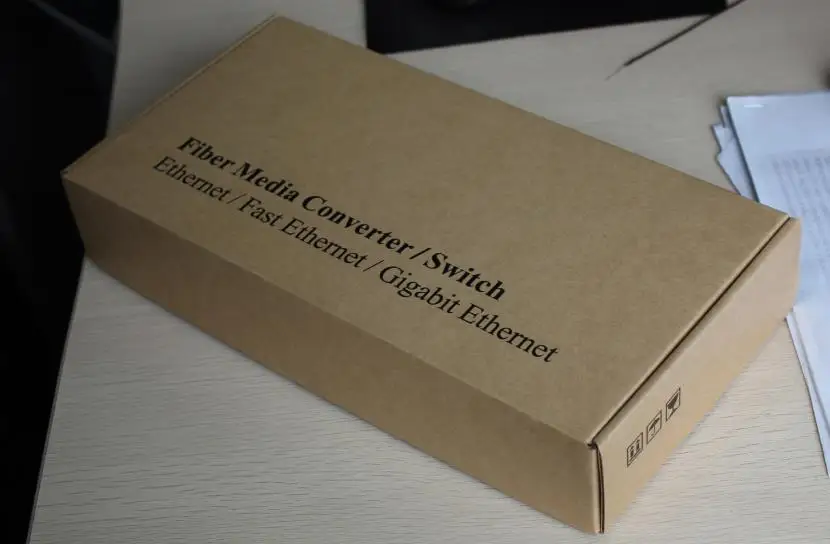 Fiber Media Converter / Switch
Ethernet / Fast Ethernet / Gigabit Ethernet